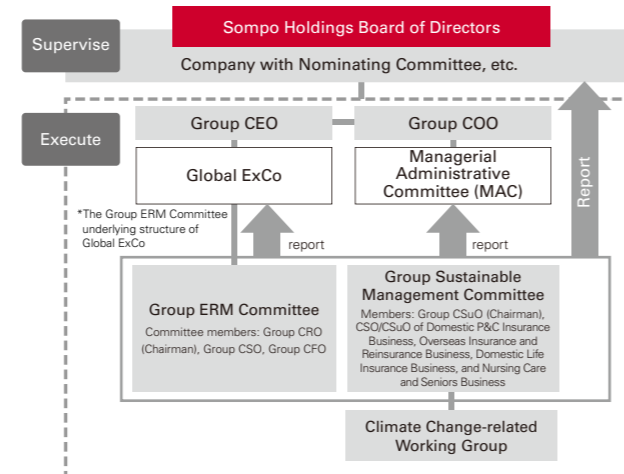 Supervise
Sompo Holdings Board of Directors
Company with Nominating Committee, etc.
Execute
Group CEO
Group COO
Global ExCo
Managerial
Administrative
Committee (MAC)
Report
*The Group ERM Committee
underlying structure of
Global ExCo
report
report
Group ERM Committee
Committee members: Group CRO
(Chairman), Group CSO, Group CFO
Group Sustainable
Management Committee
Members: Group CSuO (Chairman),
CSO/CSuO of Domestic P&C Insurance
Business, Overseas Insurance and
Reinsurance Business, Domestic Life
Insurance Business, and Nursing Care
and Seniors Business
Climate Change-related
Working Group